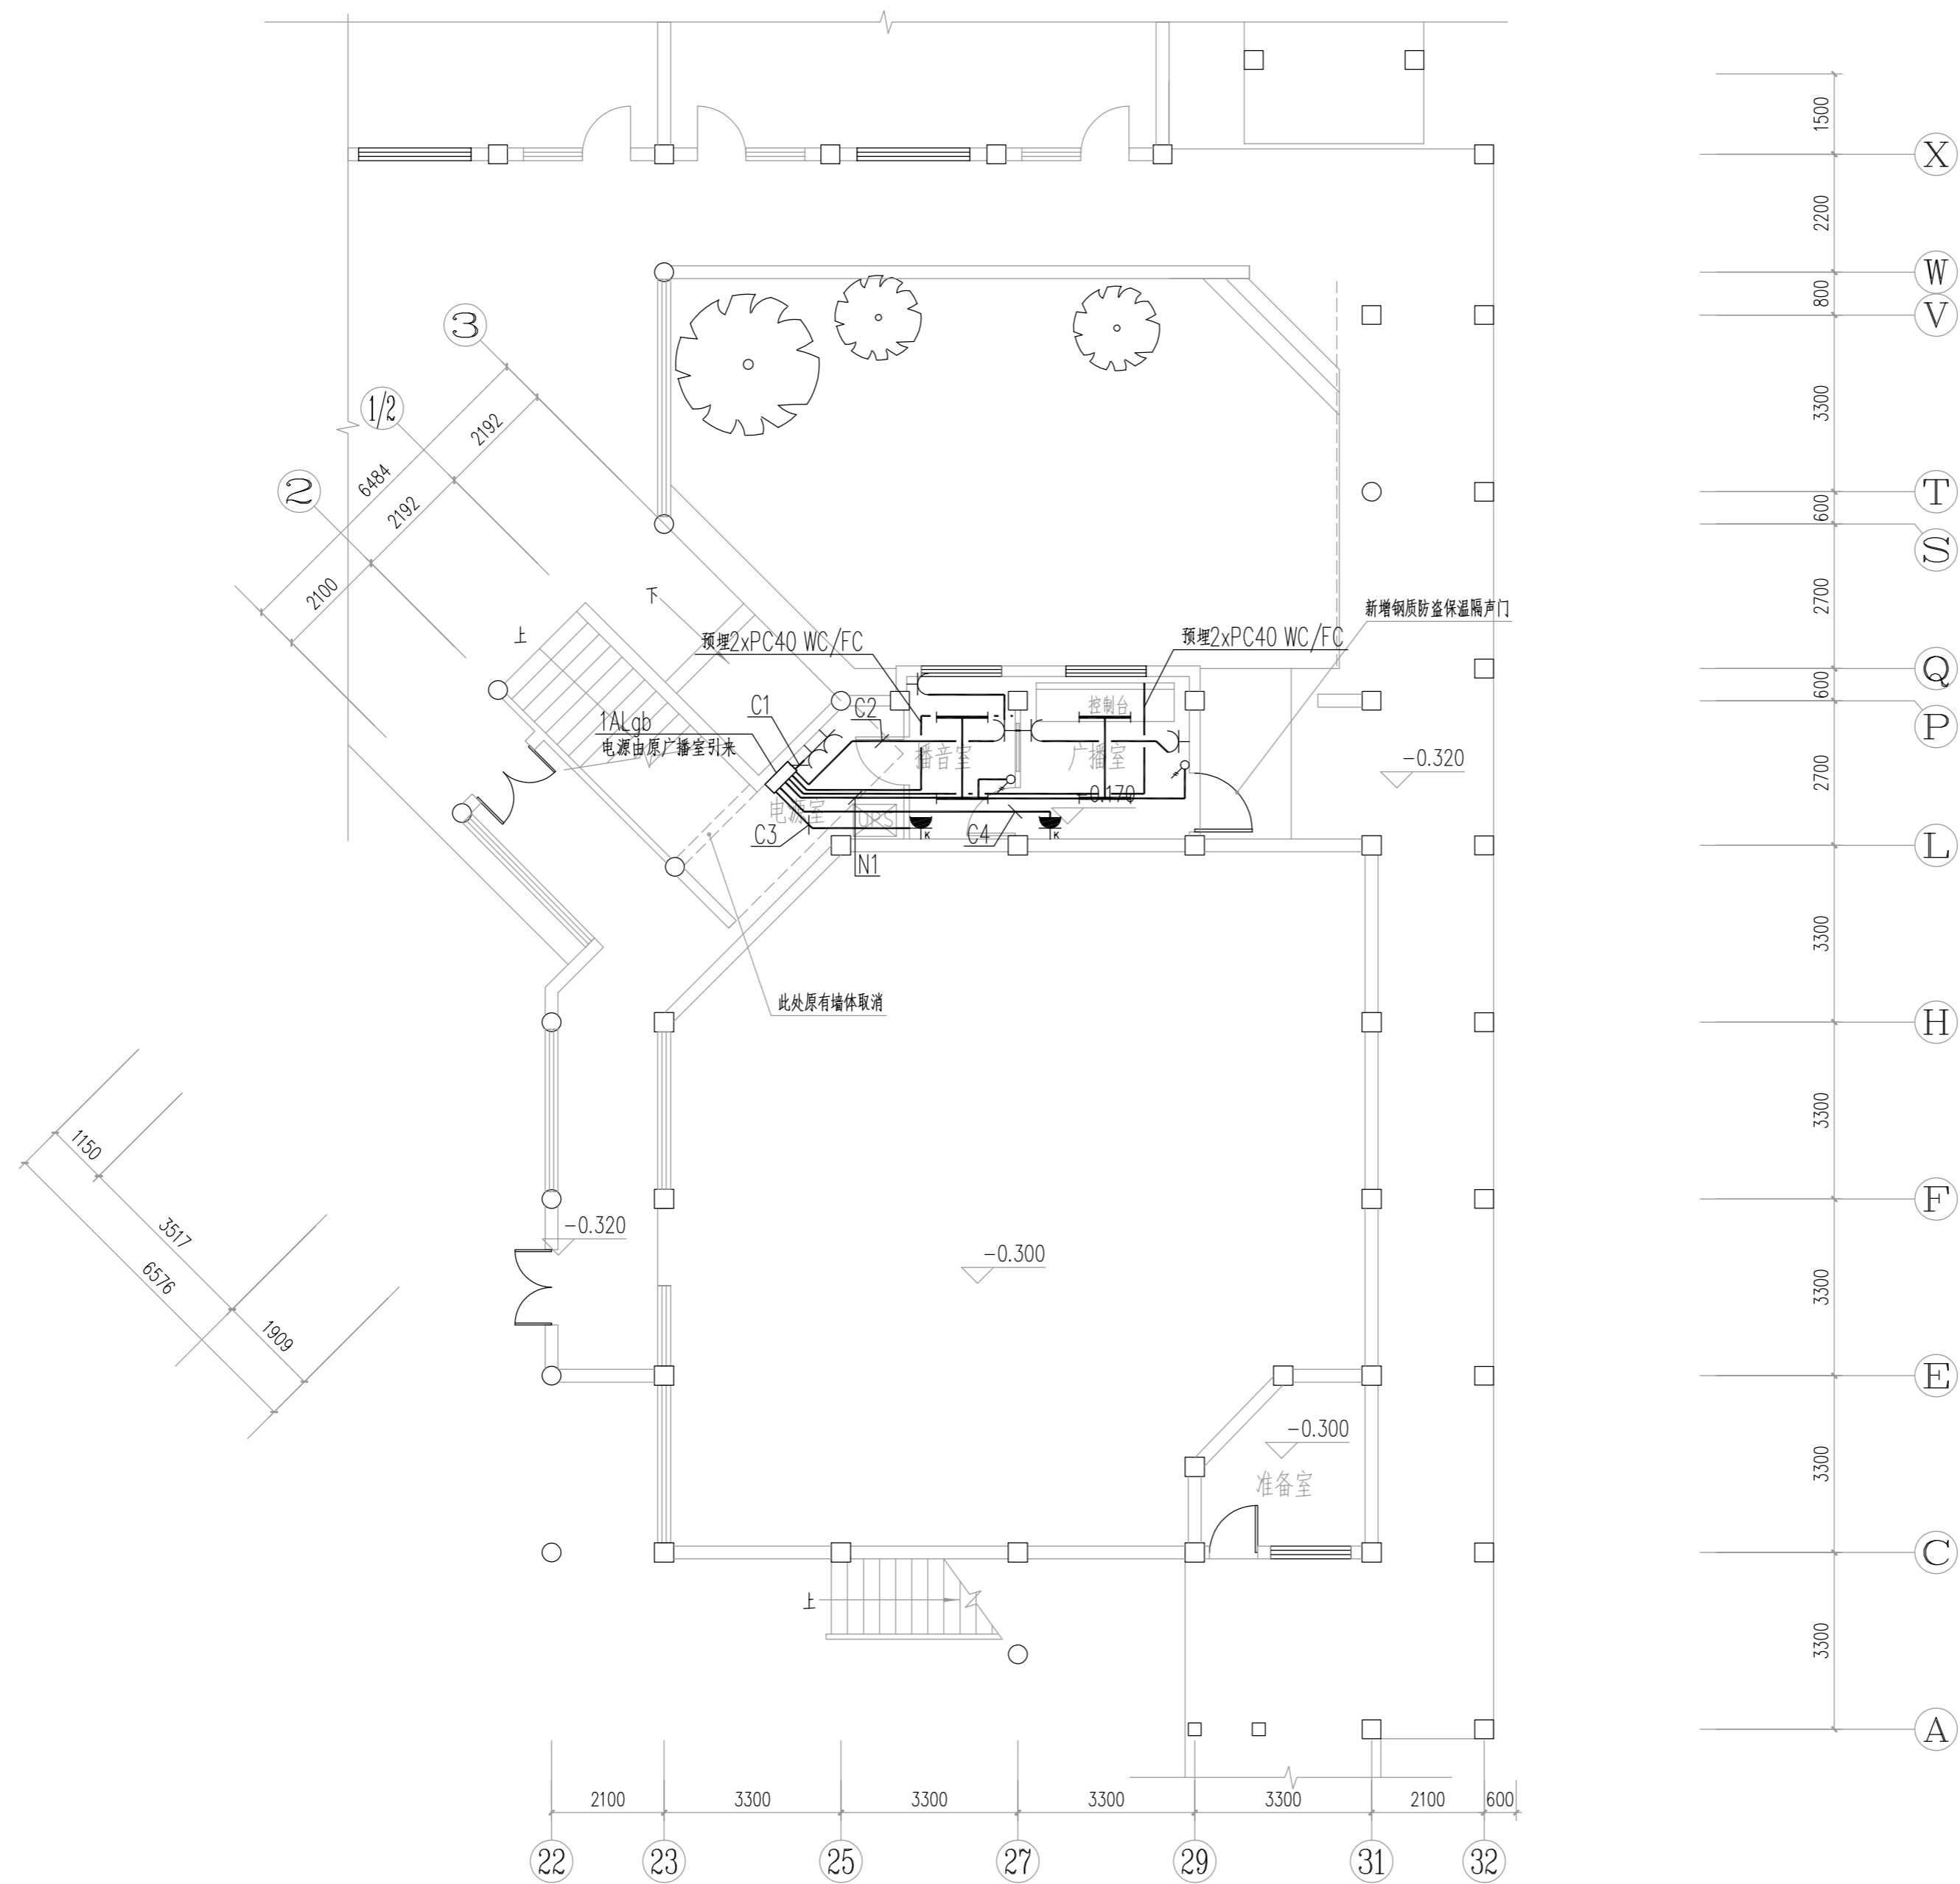 1500
X
2200
W
800
V
3
3300
1/2
2192
6484
2
2192
T
600
S
2100
2700
下
新增钢质防盗保温隔声门
上
预埋2xPC40 WC/FC
预埋2xPC40 WC/FC
Q
600
P
C1
C2
控制台
1ALgb
电源由原广播室引来
播音室
广播室
-0.320
2700
-0.170
电源室
UPS
C3
K
C4
K
L
N1
3300
此处原有墙体取消
H
1150
3300
3517
F
-0.320
-0.300
6576
3300
1909
E
-0.300
3300
准备室
C
上
3300
A
2100
3300
3300
3300
3300
2100
600
22
23
25
27
29
31
32